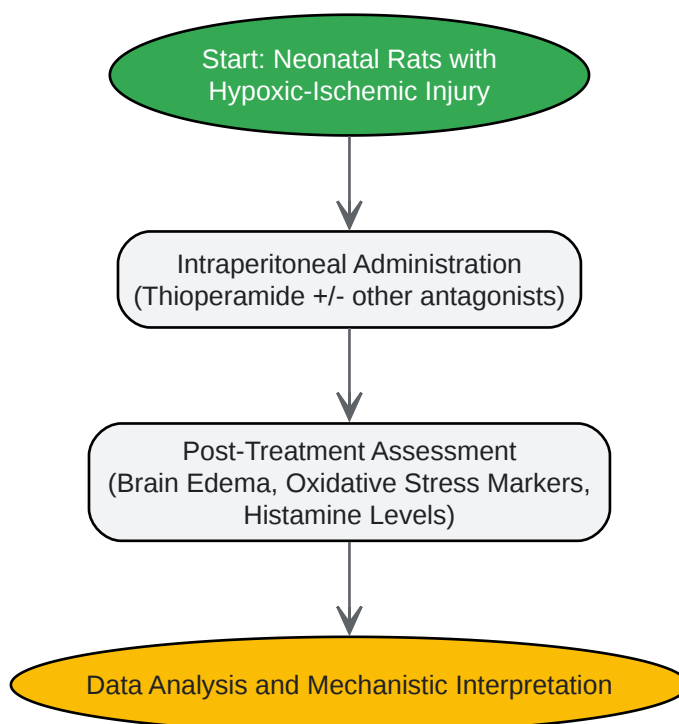 Start: Neonatal Rats with
Hypoxic-Ischemic Injury
Intraperitoneal Administration
(Thioperamide +/- other antagonists)
Post-Treatment Assessment
(Brain Edema, Oxidative Stress Markers,
Histamine Levels)
Data Analysis and Mechanistic Interpretation